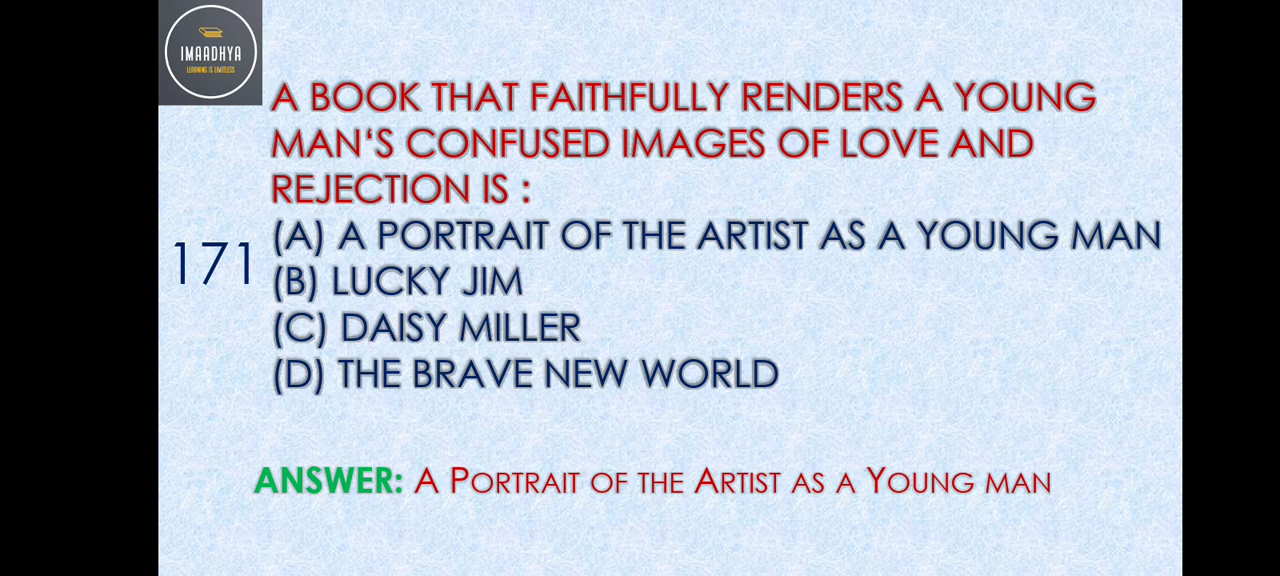 IMAADHYA
LEARNING IS LIMITLESS
A BOOK THAT FAITHFULLY RENDERS A YOUNG
MAN‘S CONFUSED IMAGES OF LOVE AND
REJECTION IS :
(A) A PORTRAIT OF THE ARTIST AS A YOUNG MAN
171
(B) LUCKY JIM
(C) DAISY MILLER
(D) THE BRAVE NEW WORLD
ANSWER: A PORTRAIT OF THE ARTIST AS A YOUNG MAN